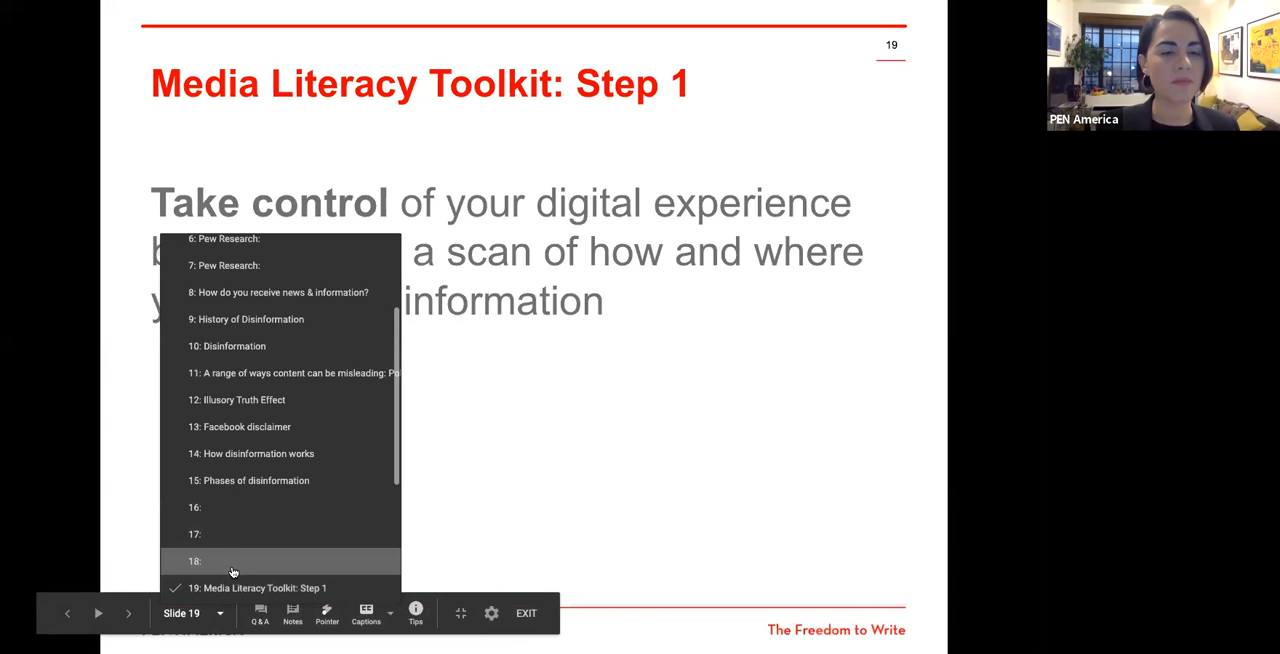 19
Media Literacy Toolkit: Step 1
PEN America
Take control of your digital experience
a scan of how and where
information
6: Pew Research:
7: Pew Research:
8: How do you receive news & information?
9: History of Disinformation
10: Disinformation
11: A range of ways content can be misleading: Po
12: Illusory Truth Effect
13: Facebook disclaimer
14: How disinformation works
15: Phases of disinformation
16:
17:
18:
19: Media Literacy Toolkit: Step 1
Slide 19
Q & A
Notes
Pointer
CC
Captions
Tips
EXIT
The Freedom to Write